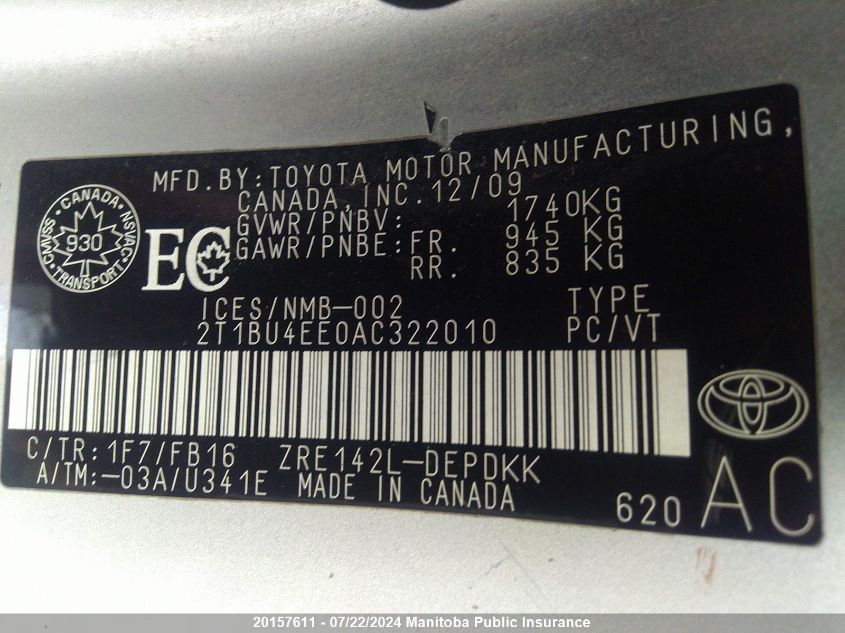 MFD.BY:TOYOTA MOTOR MANUFACTURING,
CANADA,INC.12/09
GVWR/PNBV: 1740KG
GAWR/PNBE: FR. 945 KG
RR. 835 KG
CMVSS · CANADA · NSVAC
930
TRANSPORT
EC
ICES/NMB-002 TYPE
2T1BU4EE0AC322010 PC/VT
C/TR:1F7/FB16 ZRE142L-DEPDKK
A/TM:-03A/U341E MADE IN CANADA
620 AC
20157611 - 07/22/2024 Manitoba Public Insurance